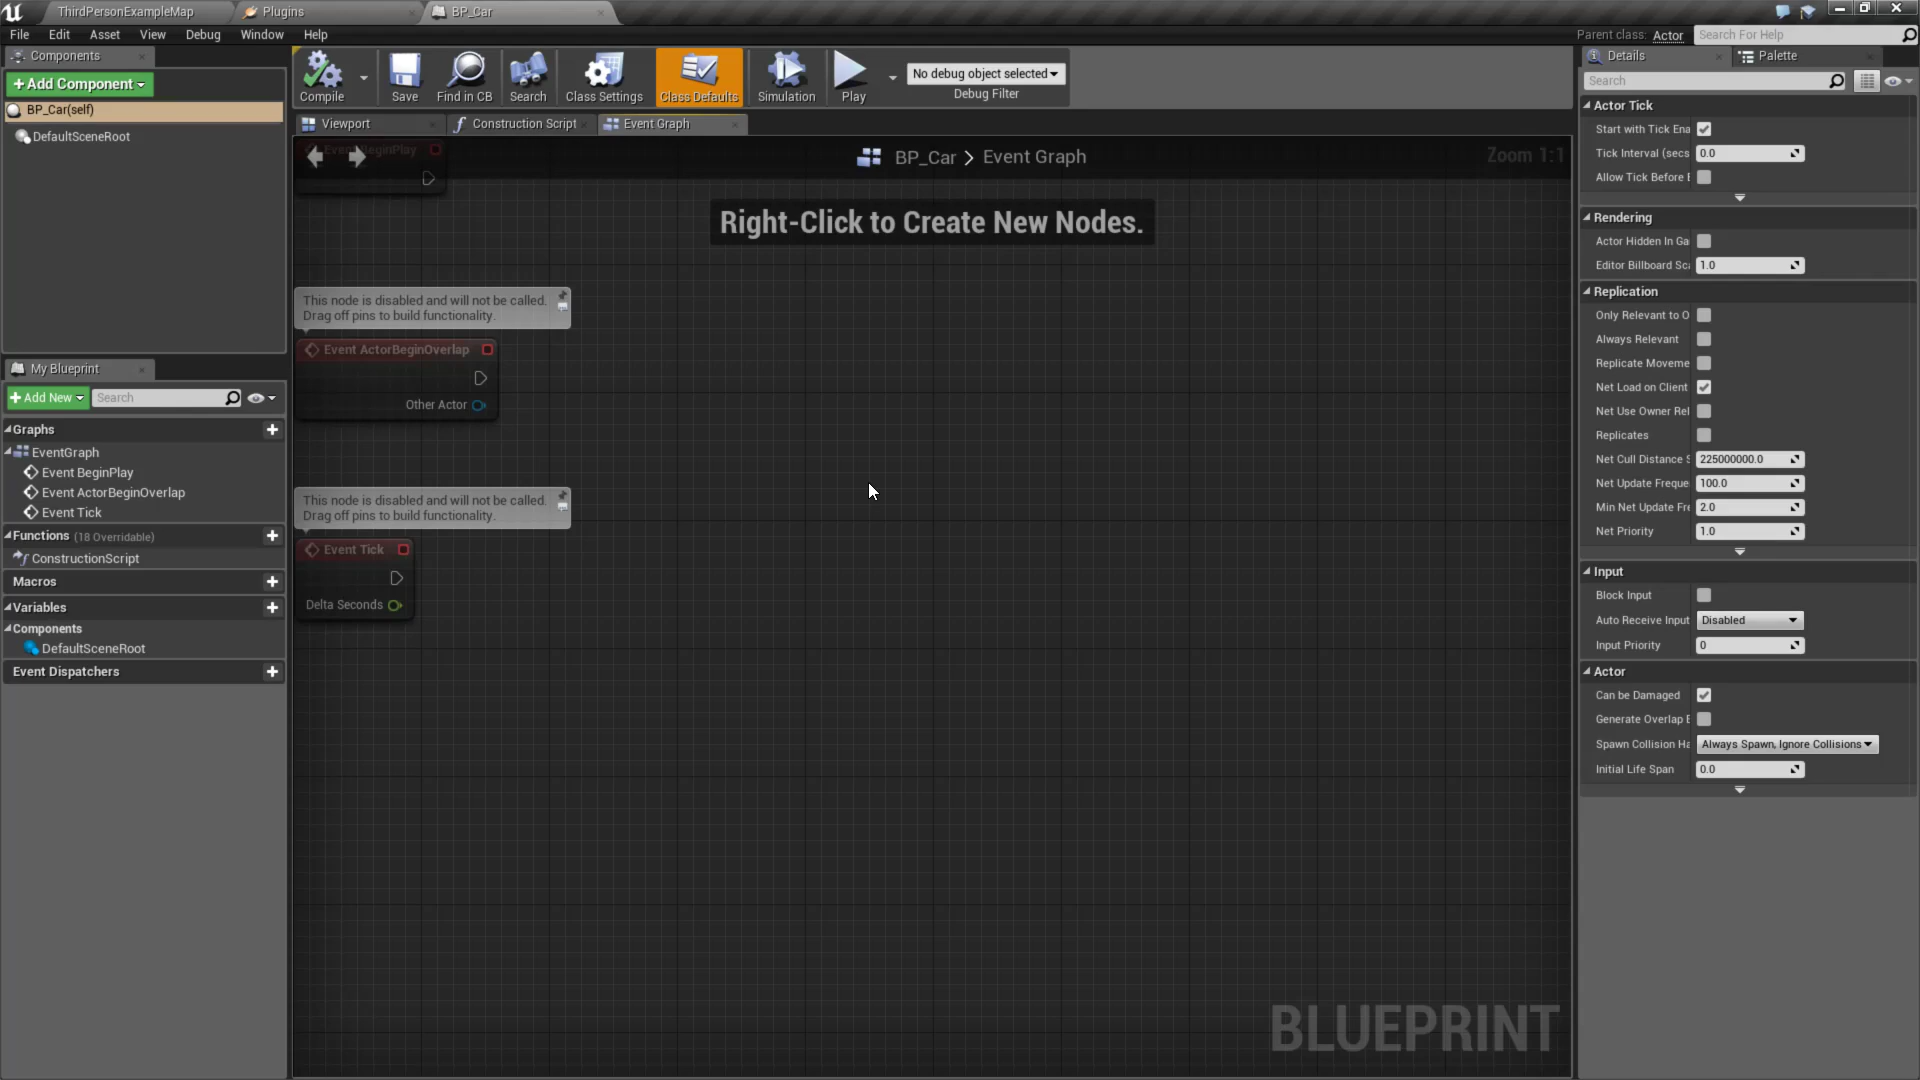 ThirdPersonExampleMap
Plugins
BP_Car
File Edit Asset View Debug Window Help
Parent class: Actor
Search For Help
Components
+Add Component
BP_Car(self)
DefaultSceneRoot
Compile
Save
Find in CB
Search
Class Settings
Class Defaults
Simulation
Play
No debug object selected
Debug Filter
Viewport
Construction Script
Event Graph
Event BeginPlay
BP_Car > Event Graph
Zoom 1:1
Right-Click to Create New Nodes.
This node is disabled and will not be called.
Drag off pins to build functionality.
Event ActorBeginOverlap
Other Actor
This node is disabled and will not be called.
Drag off pins to build functionality.
Event Tick
Delta Seconds
BLUEPRINT
My Blueprint
+Add New
Search
Graphs
EventGraph
Event BeginPlay
Event ActorBeginOverlap
Event Tick
Functions (18 Overridable)
ConstructionScript
Macros
Variables
Components
DefaultSceneRoot
Event Dispatchers
Details
Palette
Search
Actor Tick
Start with Tick Ena
Tick Interval (secs 0.0
Allow Tick Before B
Rendering
Actor Hidden In Ga
Editor Billboard Sca 1.0
Replication
Only Relevant to O
Always Relevant
Replicate Moveme
Net Load on Client
Net Use Owner Rel
Replicates
Net Cull Distance S 225000000.0
Net Update Freque 100.0
Min Net Update Fre 2.0
Net Priority 1.0
Input
Block Input
Auto Receive Input Disabled
Input Priority 0
Actor
Can be Damaged
Generate Overlap E
Spawn Collision Ha Always Spawn, Ignore Collisions
Initial Life Span 0.0